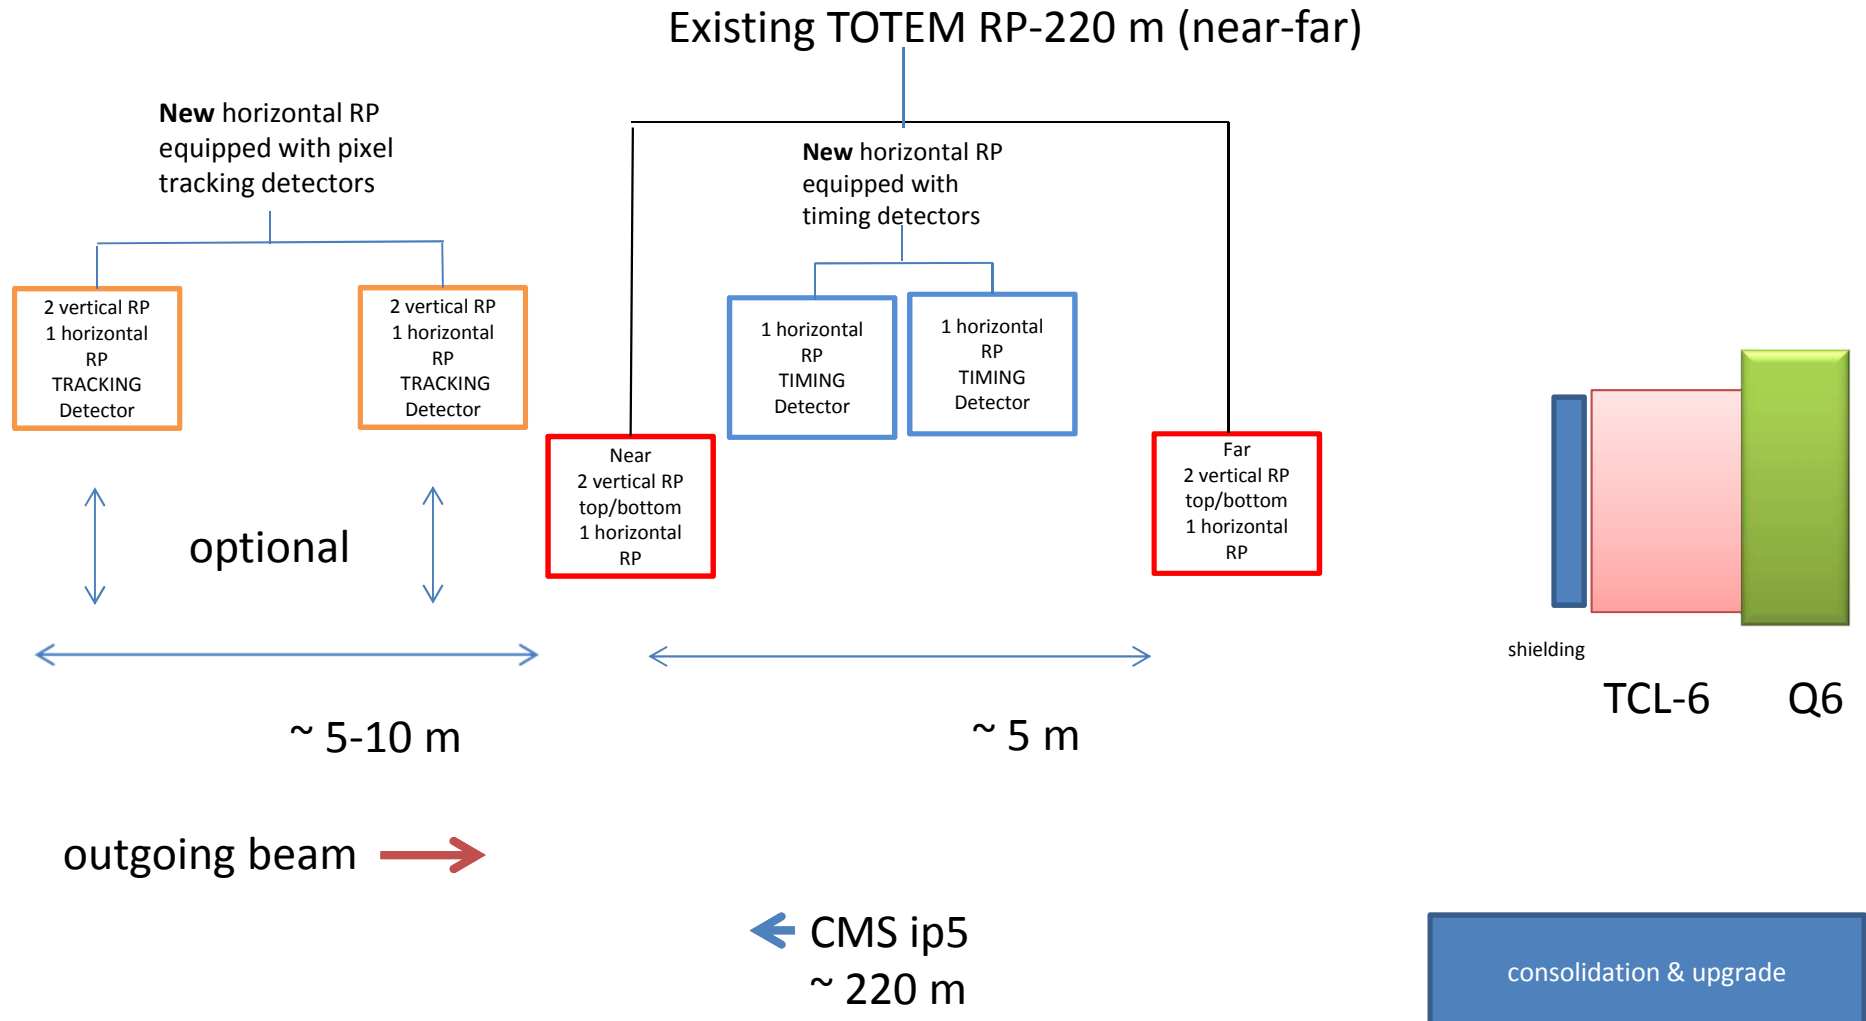 Existing TOTEM RP-220 m (near-far)
New horizontal RP
equipped with pixel
tracking detectors
New horizontal RP
equipped with
timing detectors
2 vertical RP
1 horizontal
RP
TRACKING
Detector
2 vertical RP
1 horizontal
RP
TRACKING
Detector
1 horizontal
RP
TIMING
Detector
1 horizontal
RP
TIMING
Detector
Near
2 vertical RP
top/bottom
1 horizontal
RP
Far
2 vertical RP
top/bottom
1 horizontal
RP
optional
shielding
TCL-6
Q6
~ 5-10 m
~ 5 m
outgoing beam
CMS ip5
~ 220 m
consolidation & upgrade